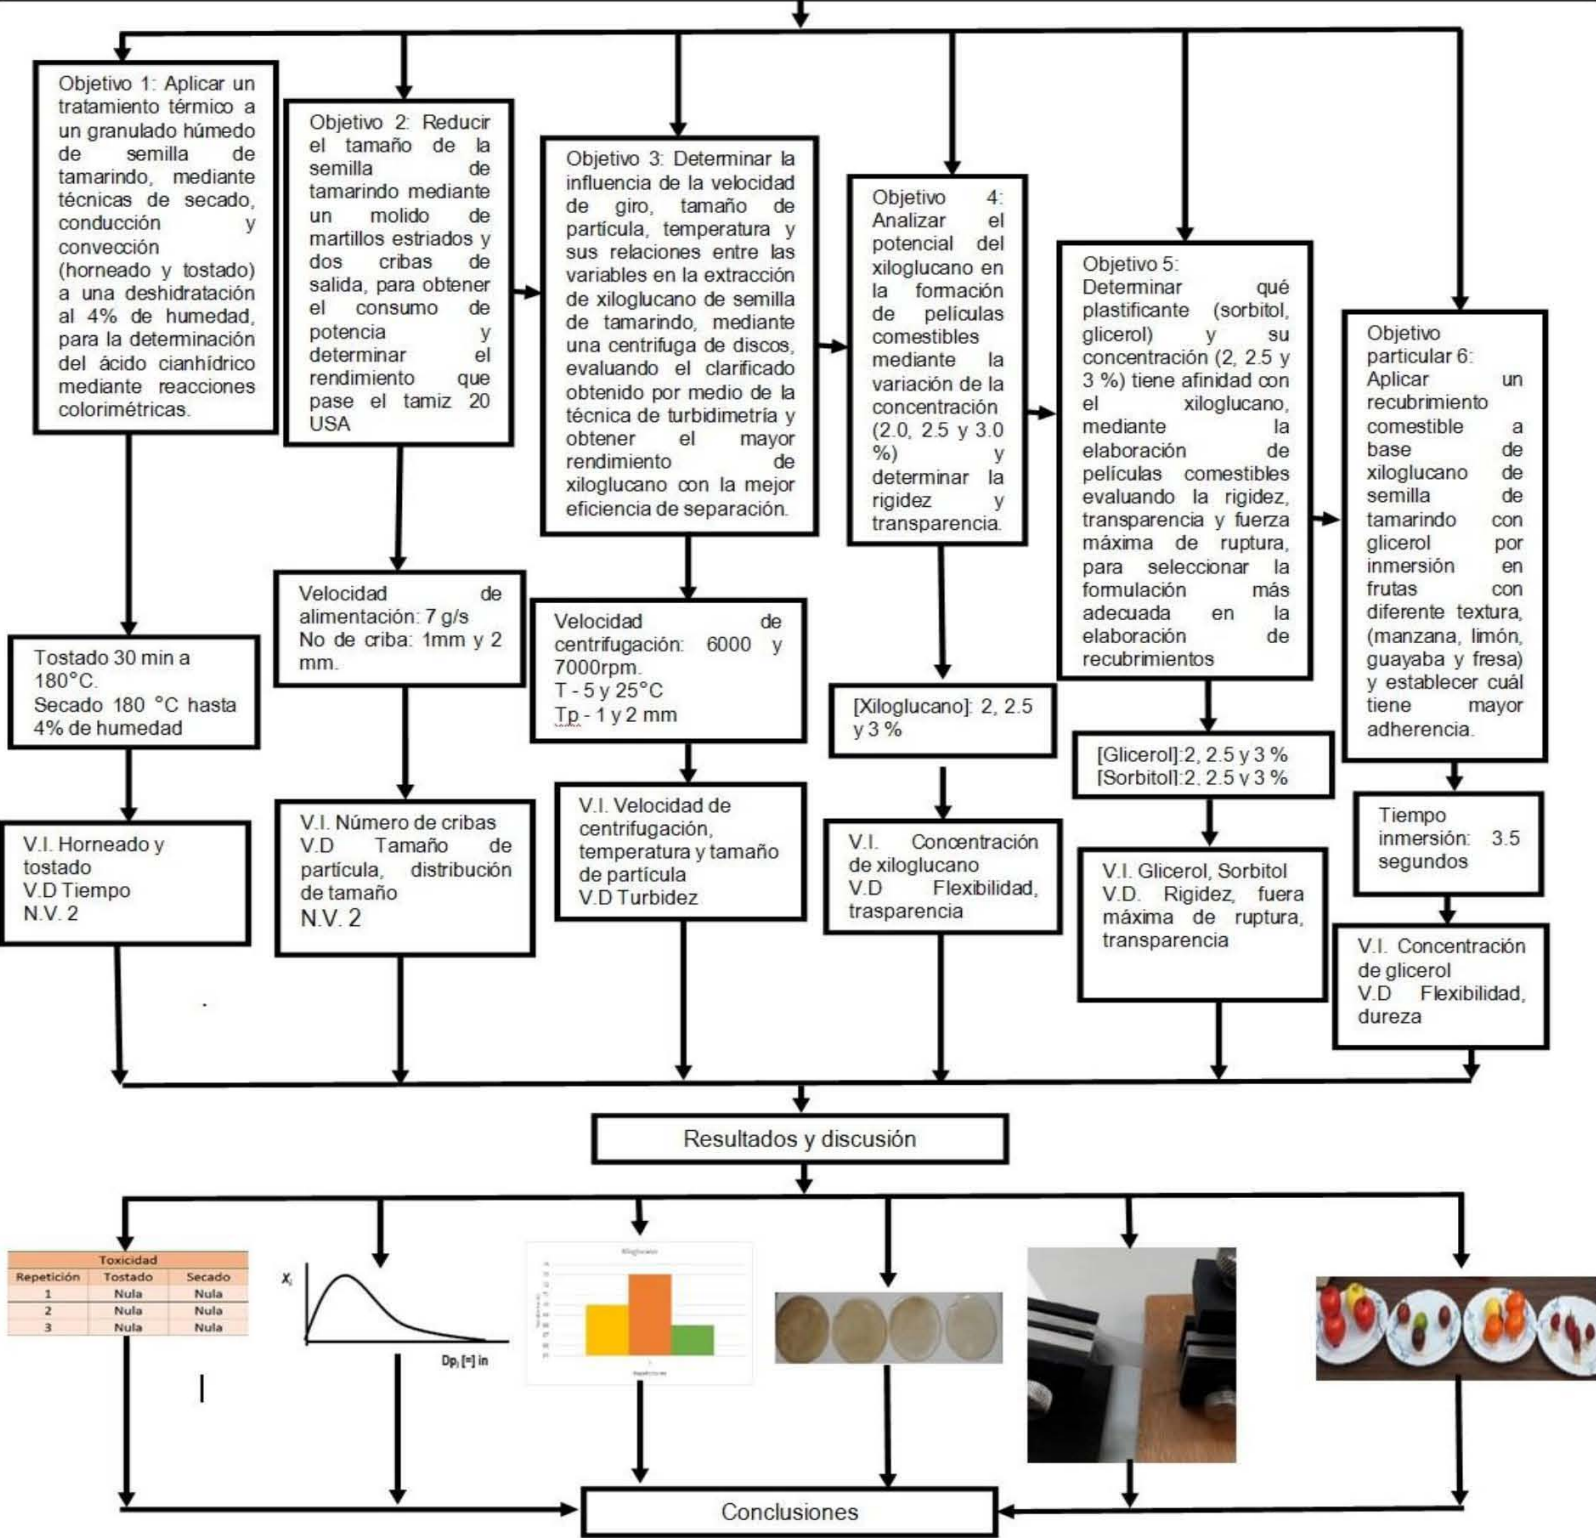 Objetivo 1: Aplicar un
tratamiento térmico a
un granulado húmedo
de semilla de
tamarindo, mediante
técnicas de secado,
conducción y
convección
(horneado y tostado)
a una deshidratación
al 4% de humedad,
para la determinación
del ácido cianhídrico
mediante reacciones
colorimétricas.
Objetivo 2: Reducir
el tamaño de la
semilla de
tamarindo mediante
un molido de
martillos estriados y
dos cribas de
salida, para obtener
el consumo de
potencia y
determinar el
rendimiento que
pase el tamiz 20
USA
Objetivo 3: Determinar la
influencia de la velocidad
de giro, tamaño de
partícula, temperatura y
sus relaciones entre las
variables en la extracción
de xiloglucano de semilla
de tamarindo, mediante
una centrifuga de discos,
evaluando el clarificado
obtenido por medio de la
técnica de turbidimetría y
obtener el mayor
rendimiento de
xiloglucano con la mejor
eficiencia de separación.
Objetivo 4:
Analizar el
potencial del
xiloglucano en
la formación
de películas
comestibles
mediante la
variación de la
concentración
(2.0, 2.5 y 3.0
%) y
determinar la
rigidez y
transparencia.
Objetivo 5:
Determinar qué
plastificante (sorbitol,
glicerol) y su
concentración (2, 2.5 y
3 %) tiene afinidad con
el xiloglucano,
mediante la
elaboración de
películas comestibles
evaluando la rigidez,
transparencia y fuerza
máxima de ruptura,
para seleccionar la
formulación más
adecuada en la
elaboración de
recubrimientos
Objetivo
particular 6:
Aplicar un
recubrimiento
comestible a
base de
xiloglucano de
semilla de
tamarindo con
glicerol por
inmersión en
frutas con
diferente textura,
(manzana, limón,
guayaba y fresa)
y establecer cuál
tiene mayor
adherencia.
Tostado 30 min a
180°C.
Secado 180 °C hasta
4% de humedad
Velocidad de
alimentación: 7 g/s
No de criba: 1mm y 2
mm.
Velocidad de
centrifugación: 6000 y
7000rpm.
T - 5 y 25°C
Tp - 1 y 2 mm
[Xiloglucano]: 2, 2.5
y 3 %
[Glicerol]:2, 2.5 y 3 %
[Sorbitol]:2, 2.5 y 3 %
Tiempo
inmersión: 3.5
segundos
V.I. Horneado y
tostado
V.D Tiempo
N.V. 2
V.I. Número de cribas
V.D Tamaño de
partícula, distribución
de tamaño
N.V. 2
V.I. Velocidad de
centrifugación,
temperatura y tamaño
de partícula
V.D Turbidez
V.I. Concentración
de xiloglucano
V.D Flexibilidad,
trasparencia
V.I. Glicerol, Sorbitol
V.D. Rigidez, fuera
máxima de ruptura,
transparencia
V.I. Concentración
de glicerol
V.D Flexibilidad,
dureza
Resultados y discusión
Toxicidad
Repetición Tostado Secado
1 Nula Nula
2 Nula Nula
3 Nula Nula
Xi
Dpi [=] in
Conclusiones